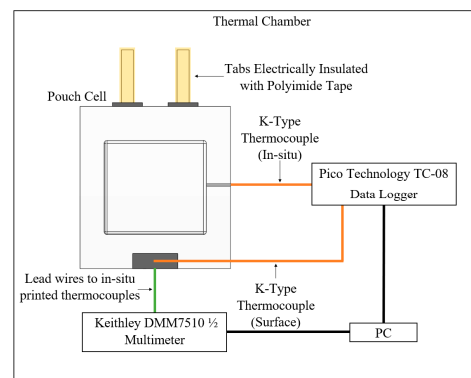 Thermal Chamber
Tabs Electrically Insulated
with Polyimide Tape
Pouch Cell
K-Type
Thermocouple
(In-situ)
Pico Technology TC-08
Data Logger
Lead wires to in-situ
printed thermocouples
K-Type
Thermocouple
(Surface)
Keithley DMM7510 ½
Multimeter
PC